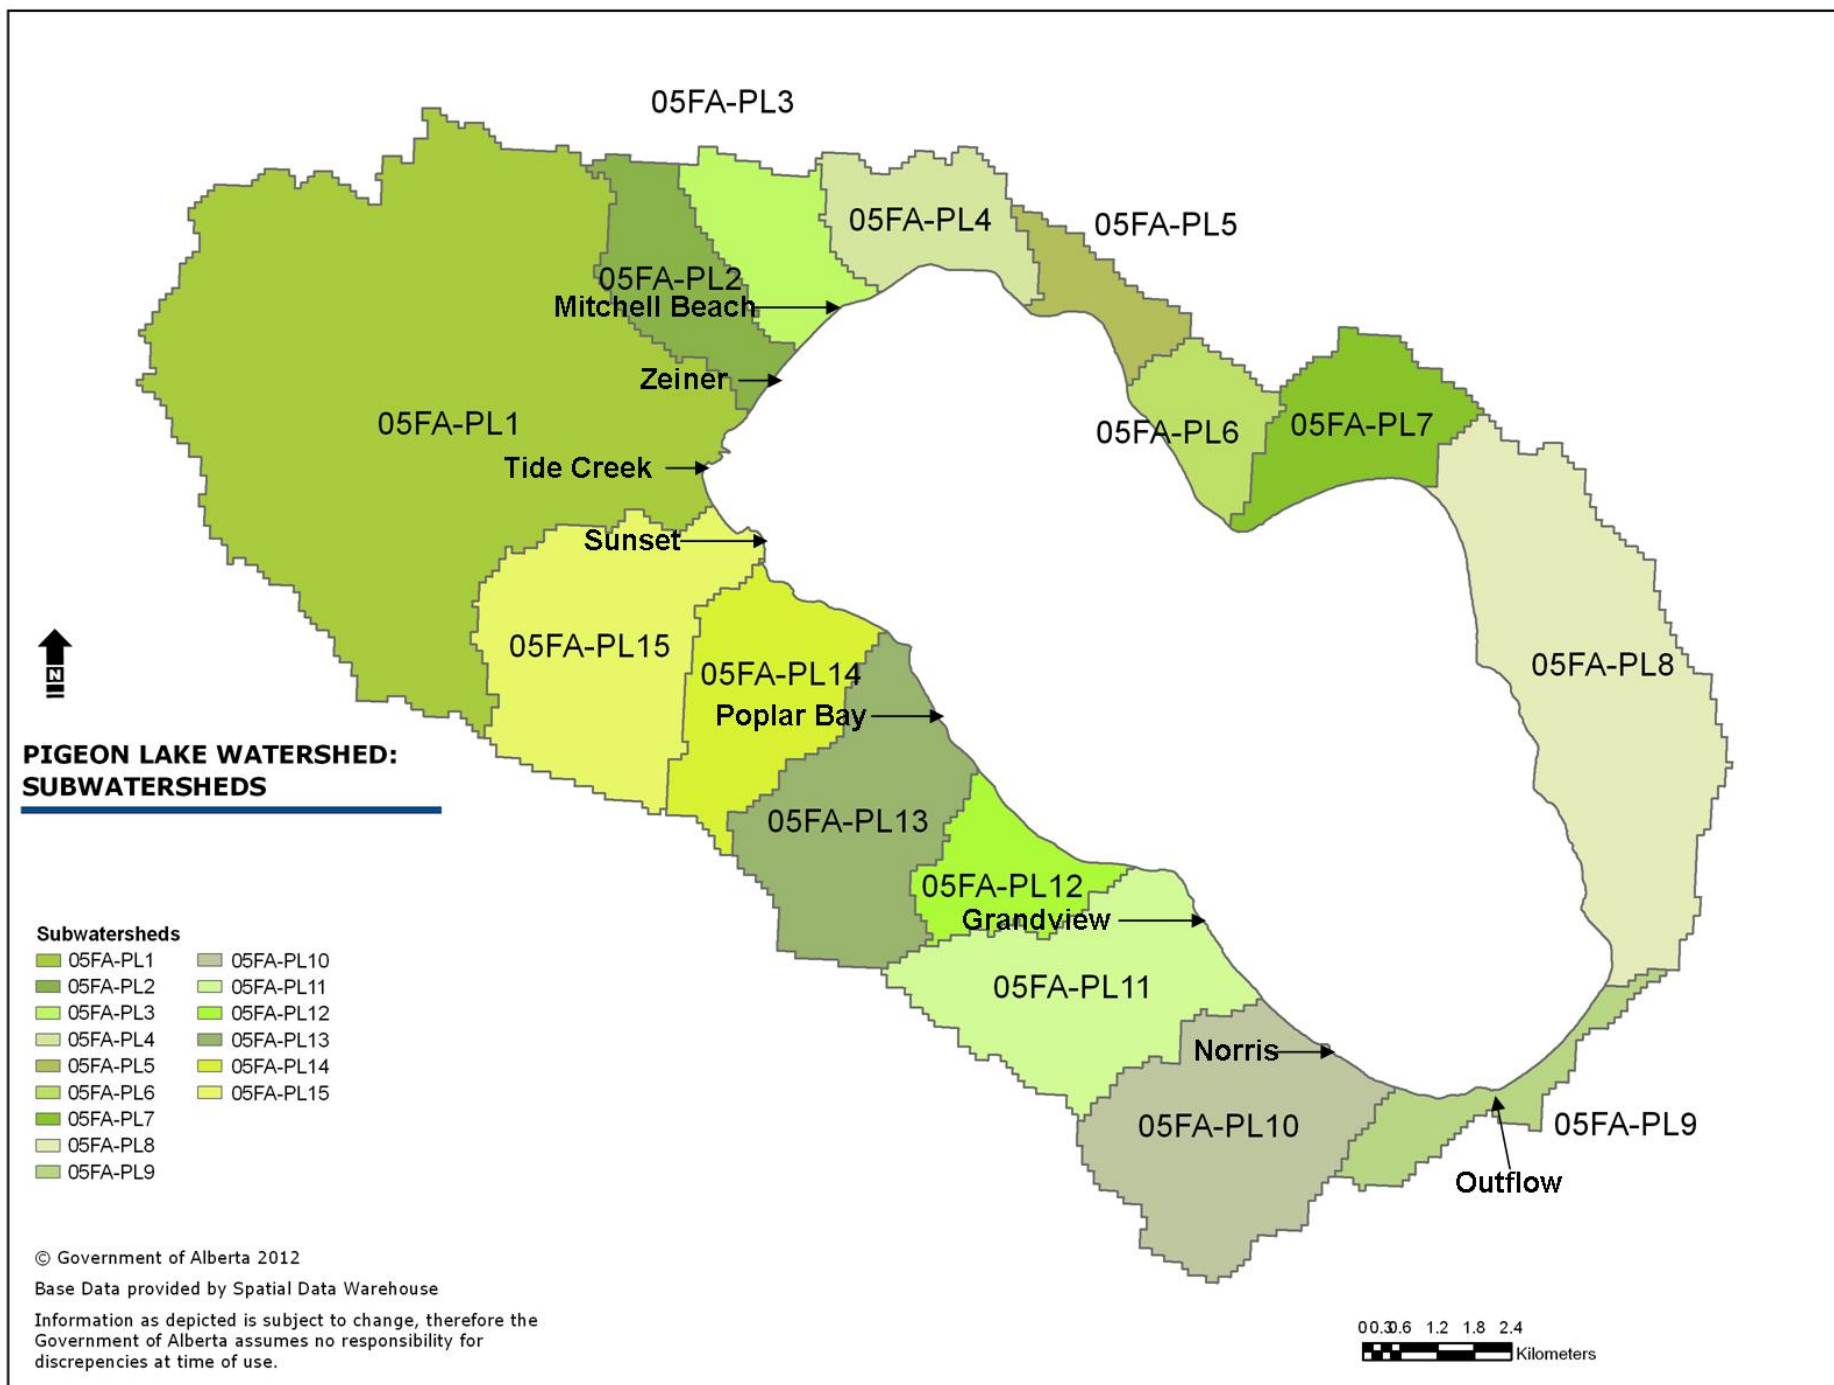 05FA-PL3
05FA-PL4
05FA-PL5
05FA-PL2
Mitchell Beach
Zeiner
05FA-PL1
05FA-PL6
05FA-PL7
Tide Creek
Sunset
05FA-PL15
05FA-PL14
05FA-PL8
N
Poplar Bay
PIGEON LAKE WATERSHED:
SUBWATERSHEDS
05FA-PL13
05FA-PL12
Grandview
05FA-PL11
Norris
05FA-PL10
05FA-PL9
Outflow
Subwatersheds
05FA-PL1
05FA-PL2
05FA-PL3
05FA-PL4
05FA-PL5
05FA-PL6
05FA-PL7
05FA-PL8
05FA-PL9
05FA-PL10
05FA-PL11
05FA-PL12
05FA-PL13
05FA-PL14
05FA-PL15
© Government of Alberta 2012
Base Data provided by Spatial Data Warehouse
Information as depicted is subject to change, therefore the
Government of Alberta assumes no responsibility for
discrepencies at time of use.
0 0.3 0.6 1.2 1.8 2.4
Kilometers